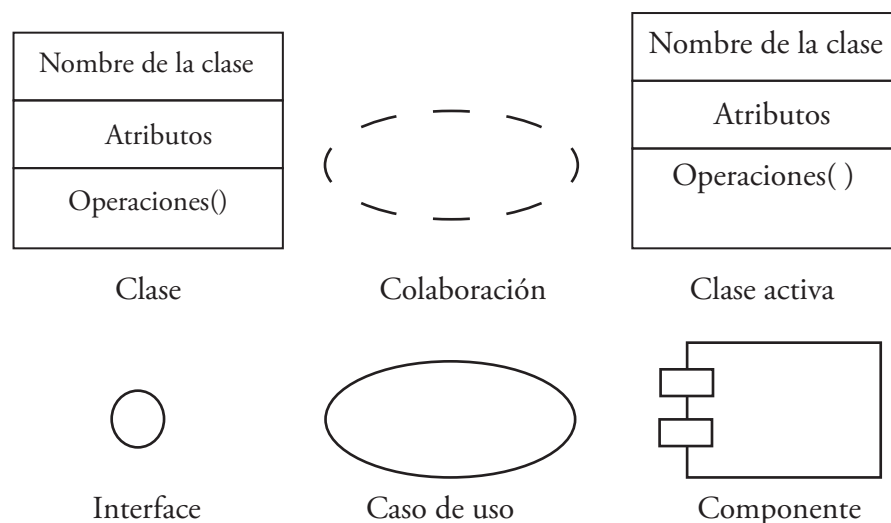 Nombre de la clase
Atributos
Operaciones()
Clase
Colaboración
Nombre de la clase
Atributos
Operaciones( )
Clase activa
Interface
Caso de uso
Componente